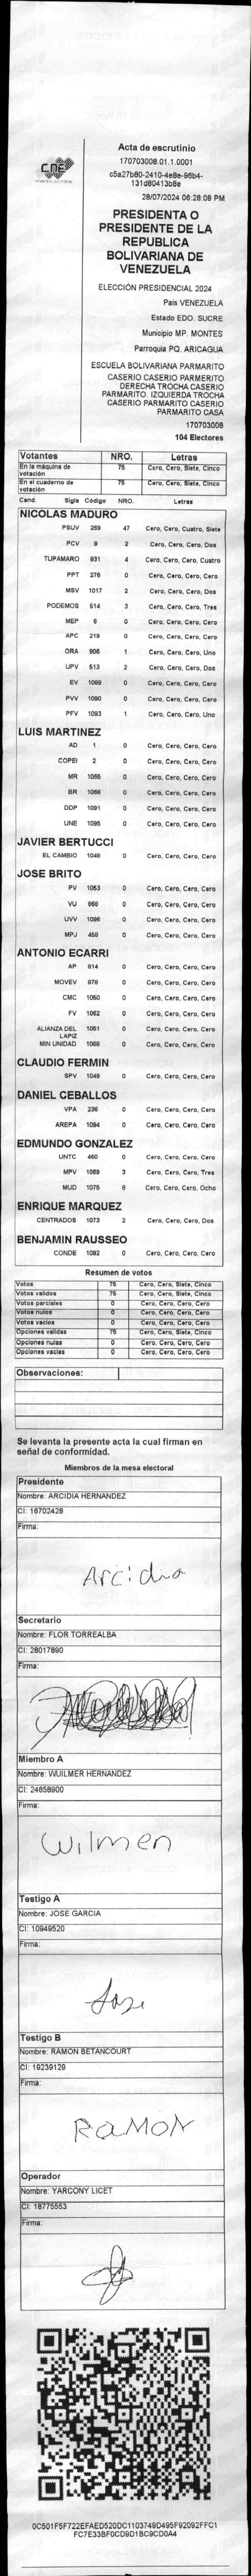 CNE
Acta de escrutinio
170703008.01.1.0001
c5a27b80-2410-4e8e-96b4-
131d80413b8e
28/07/2024 06:28:08 PM
PRESIDENTA O
PRESIDENTE DE LA
REPUBLICA
BOLIVARIANA DE
VENEZUELA
ELECCIÓN PRESIDENCIAL 2024
Pais VENEZUELA
Estado EDO. SUCRE
Municipio MP. MONTES
Parroquia PQ. ARICAGUA
ESCUELA BOLIVARIANA PARMARITO
CASERIO CASERIO PARMERITO
DERECHA TROCHA CASERIO
PARMARITO. IZQUIERDA TROCHA
CASERIO PARMARITO CASERIO
PARMARITO CASA
170703008
104 Electores
Votantes NRO. Letras
En la máquina de votación 75 Cero, Cero, Siete, Cinco
En el cuaderno de votación 75 Cero, Cero, Siete, Cinco
Cand. Sigla Código NRO. Letras
NICOLAS MADURO
PSUV 269 47 Cero, Cero, Cuatro, Siete
PCV 9 2 Cero, Cero, Cero, Dos
TUPAMARO 931 4 Cero, Cero, Cero, Cuatro
PPT 276 0 Cero, Cero, Cero, Cero
MSV 1017 2 Cero, Cero, Cero, Dos
PODEMOS 514 3 Cero, Cero, Cero, Tres
MEP 6 0 Cero, Cero, Cero, Cero
APC 219 0 Cero, Cero, Cero, Cero
ORA 906 1 Cero, Cero, Cero, Uno
UPV 513 2 Cero, Cero, Cero, Dos
EV 1089 0 Cero, Cero, Cero, Cero
PVV 1090 0 Cero, Cero, Cero, Cero
PFV 1093 1 Cero, Cero, Cero, Uno
LUIS MARTINEZ
AD 1 0 Cero, Cero, Cero, Cero
COPEI 2 0 Cero, Cero, Cero, Cero
MR 1065 0 Cero, Cero, Cero, Cero
BR 1066 0 Cero, Cero, Cero, Cero
DDP 1091 0 Cero, Cero, Cero, Cero
UNE 1095 0 Cero, Cero, Cero, Cero
JAVIER BERTUCCI
EL CAMBIO 1048 0 Cero, Cero, Cero, Cero
JOSE BRITO
PV 1053 0 Cero, Cero, Cero, Cero
VU 959 0 Cero, Cero, Cero, Cero
UVV 1096 0 Cero, Cero, Cero, Cero
MPJ 458 0 Cero, Cero, Cero, Cero
ANTONIO ECARRI
AP 814 0 Cero, Cero, Cero, Cero
MOVEV 878 0 Cero, Cero, Cero, Cero
CMC 1050 0 Cero, Cero, Cero, Cero
FV 1062 0 Cero, Cero, Cero, Cero
ALIANZA DEL LAPIZ 1051 0 Cero, Cero, Cero, Cero
MIN UNIDAD 1068 0 Cero, Cero, Cero, Cero
CLAUDIO FERMIN
SPV 1049 0 Cero, Cero, Cero, Cero
DANIEL CEBALLOS
VPA 236 0 Cero, Cero, Cero, Cero
AREPA 1094 0 Cero, Cero, Cero, Cero
EDMUNDO GONZALEZ
UNTC 460 0 Cero, Cero, Cero, Cero
MPV 1069 3 Cero, Cero, Cero, Tres
MUD 1075 8 Cero, Cero, Cero, Ocho
ENRIQUE MARQUEZ
CENTRADOS 1073 2 Cero, Cero, Cero, Dos
BENJAMIN RAUSSEO
CONDE 1092 0 Cero, Cero, Cero, Cero
Resumen de votos
Votos 75 Cero, Cero, Siete, Cinco
Votos validos 75 Cero, Cero, Siete, Cinco
Votos parciales 0 Cero, Cero, Cero, Cero
Votos nulos 0 Cero, Cero, Cero, Cero
Votos vacios 0 Cero, Cero, Cero, Cero
Opciones validas 75 Cero, Cero, Siete, Cinco
Opciones nulas 0 Cero, Cero, Cero, Cero
Opciones vacias 0 Cero, Cero, Cero, Cero
Observaciones:
Se levanta la presente acta la cual firman en
señal de conformidad.
Miembros de la mesa electoral
Presidente
Nombre: ARCIDIA HERNANDEZ
CI: 16702428
Firma:
Arcidia
Secretario
Nombre: FLOR TORREALBA
CI: 28017890
Firma:
Miembro A
Nombre: WUILMER HERNANDEZ
CI: 24658900
Firma:
Wilmen
Testigo A
Nombre: JOSE GARCIA
CI: 10949520
Firma:
Jose
Testigo B
Nombre: RAMON BETANCOURT
CI: 19239129
Firma:
RaMON
Operador
Nombre: YARCONY LICET
CI: 18775553
Firma:
0C501F5F722EFAED520DC1103749D495F92092FFC1
FC7E33BF0CD9D1BC9CD0A4